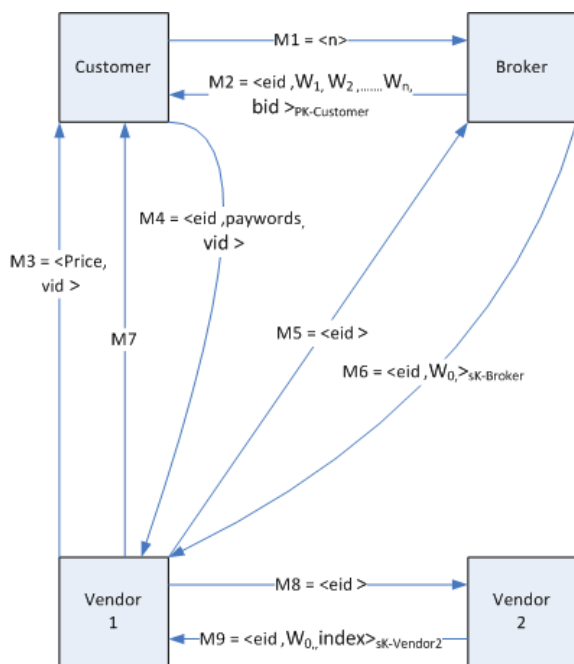 Customer
Broker
M1 = <n>
M2 = <eid ,W1, W2 ,.......Wn,
bid >PK-Customer
M4 = <eid ,paywords,
vid >
M3 = <Price,
vid >
M7
M5 = <eid >
M6 = <eid ,W0,>sK-Broker
Vendor
1
M8 = <eid >
Vendor
2
M9 = <eid, W0,, index>sK-Vendor2